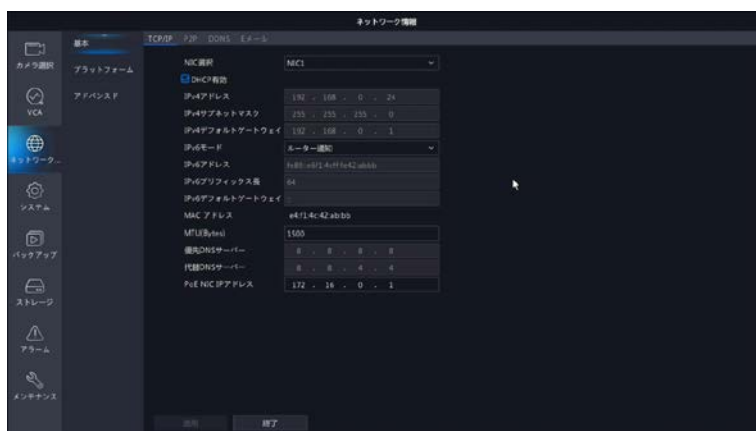 ネットワーク情報
カメラ選択
VCA
ネットワーク...
システム
バックアップ
ストレージ
アラーム
メンテナンス
基本
プラットフォーム
アドバンスド
TCP/IP P2P DDNS Eメール
NIC選択 NIC1
DHCP有効
IPv4アドレス 192 . 168 . 0 . 24
IPv4サブネットマスク 255 . 255 . 255 . 0
IPv4デフォルトゲートウェイ 192 . 168 . 0 . 1
IPv6モード ルーター通知
IPv6アドレス
IPv6プリフィックス長 64
IPv6デフォルトゲートウェイ ::
MAC アドレス e4:f1:4c:42:ab:bb
MTU(Bytes) 1500
優先DNSサーバー 8 . 8 . 8 . 8
代替DNSサーバー 8 . 8 . 4 . 4
PoE NIC IPアドレス 172 . 16 . 0 . 1
適用 終了